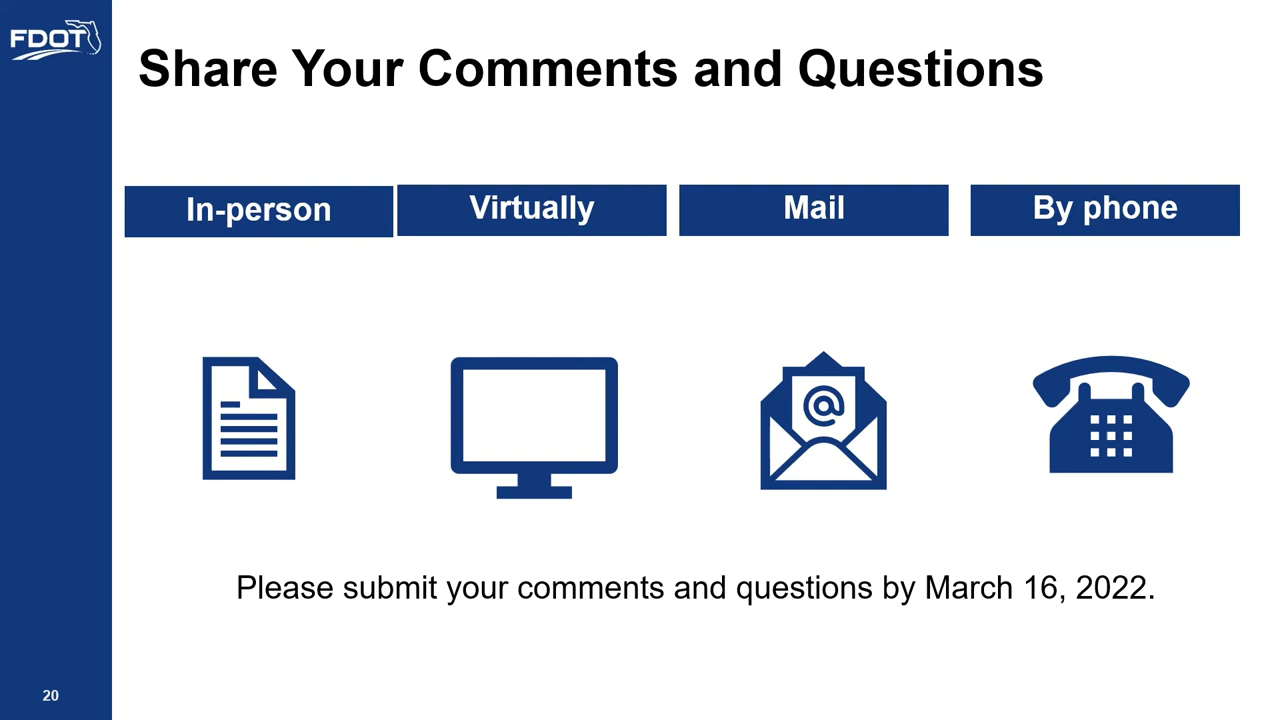 FDOT
Share Your Comments and Questions
In-person
Virtually
Mail
By phone
@
Please submit your comments and questions by March 16, 2022.
20